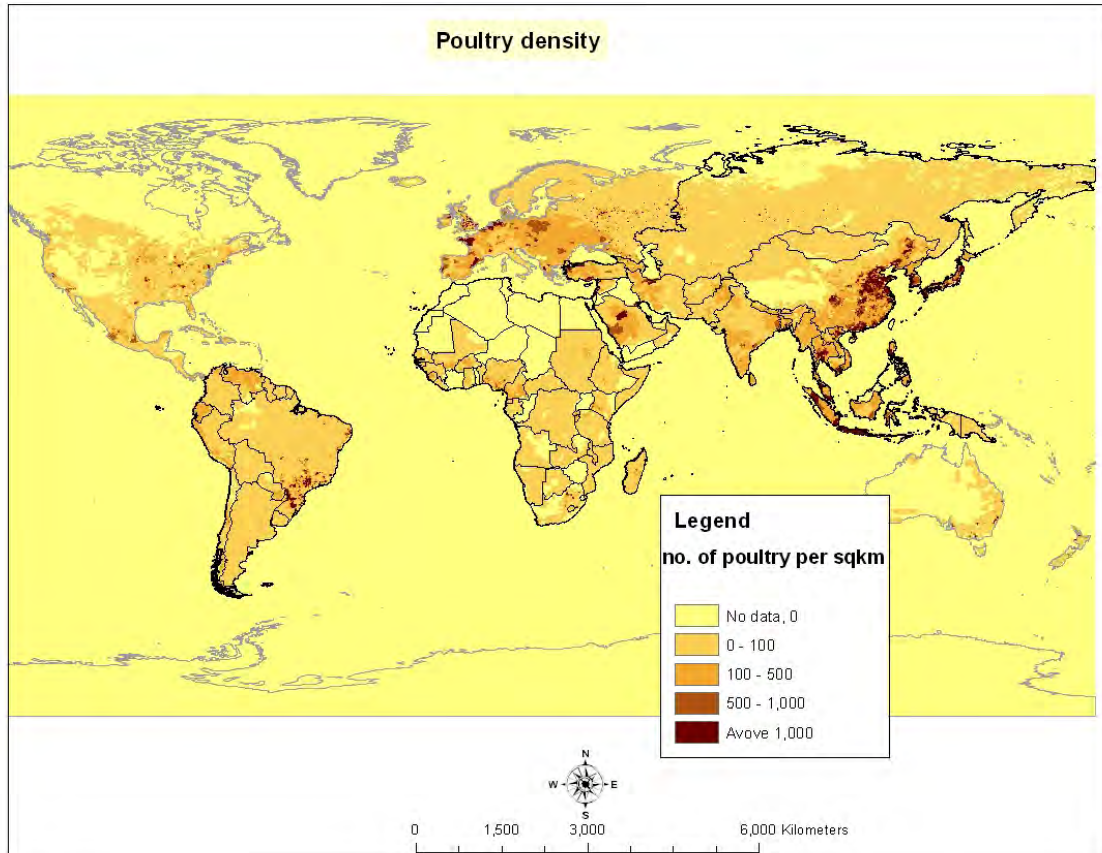 Poultry density
Legend
no. of poultry per sqkm
No data, 0
0 - 100
100 - 500
500 - 1,000
Avove 1,000
N
W E
S
0 1,500 3,000 6,000 Kilometers